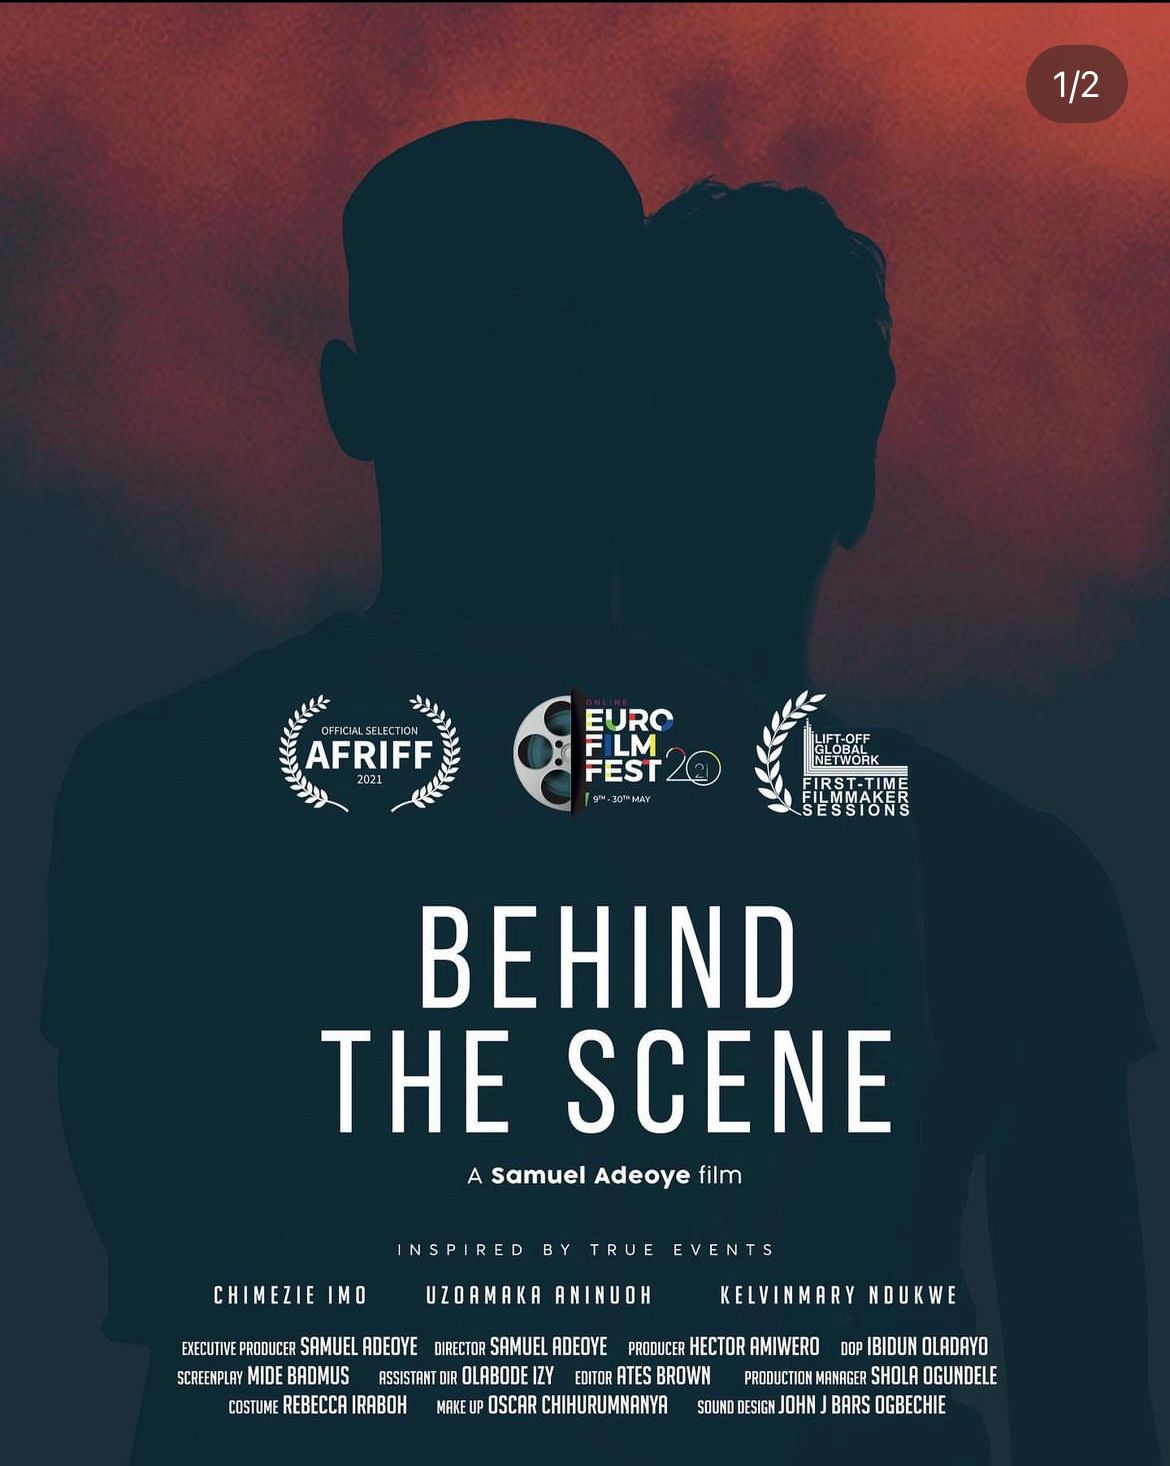 1/2
OFFICIAL SELECTION
AFRIFF
2021
ONLINE
EURO
FILM
FEST 2021
9TH - 30TH MAY
LIFT-OFF
GLOBAL
NETWORK
FIRST-TIME
FILMMAKER
SESSIONS
BEHIND
THE SCENE
A Samuel Adeoye film
INSPIRED BY TRUE EVENTS
CHIMEZIE IMO UZOAMAKA ANINUOH KELVINMARY NDUKWE
EXECUTIVE PRODUCER SAMUEL ADEOYE DIRECTOR SAMUEL ADEOYE PRODUCER HECTOR AMIWERO DOP IBIDUN OLADAYO
SCREENPLAY MIDE BADMUS ASSISTANT DIR OLABODE IZY EDITOR ATES BROWN PRODUCTION MANAGER SHOLA OGUNDELE
COSTUME REBECCA IRABOH MAKE UP OSCAR CHIHURUMNANYA SOUND DESIGN JOHN J BARS OGBECHIE